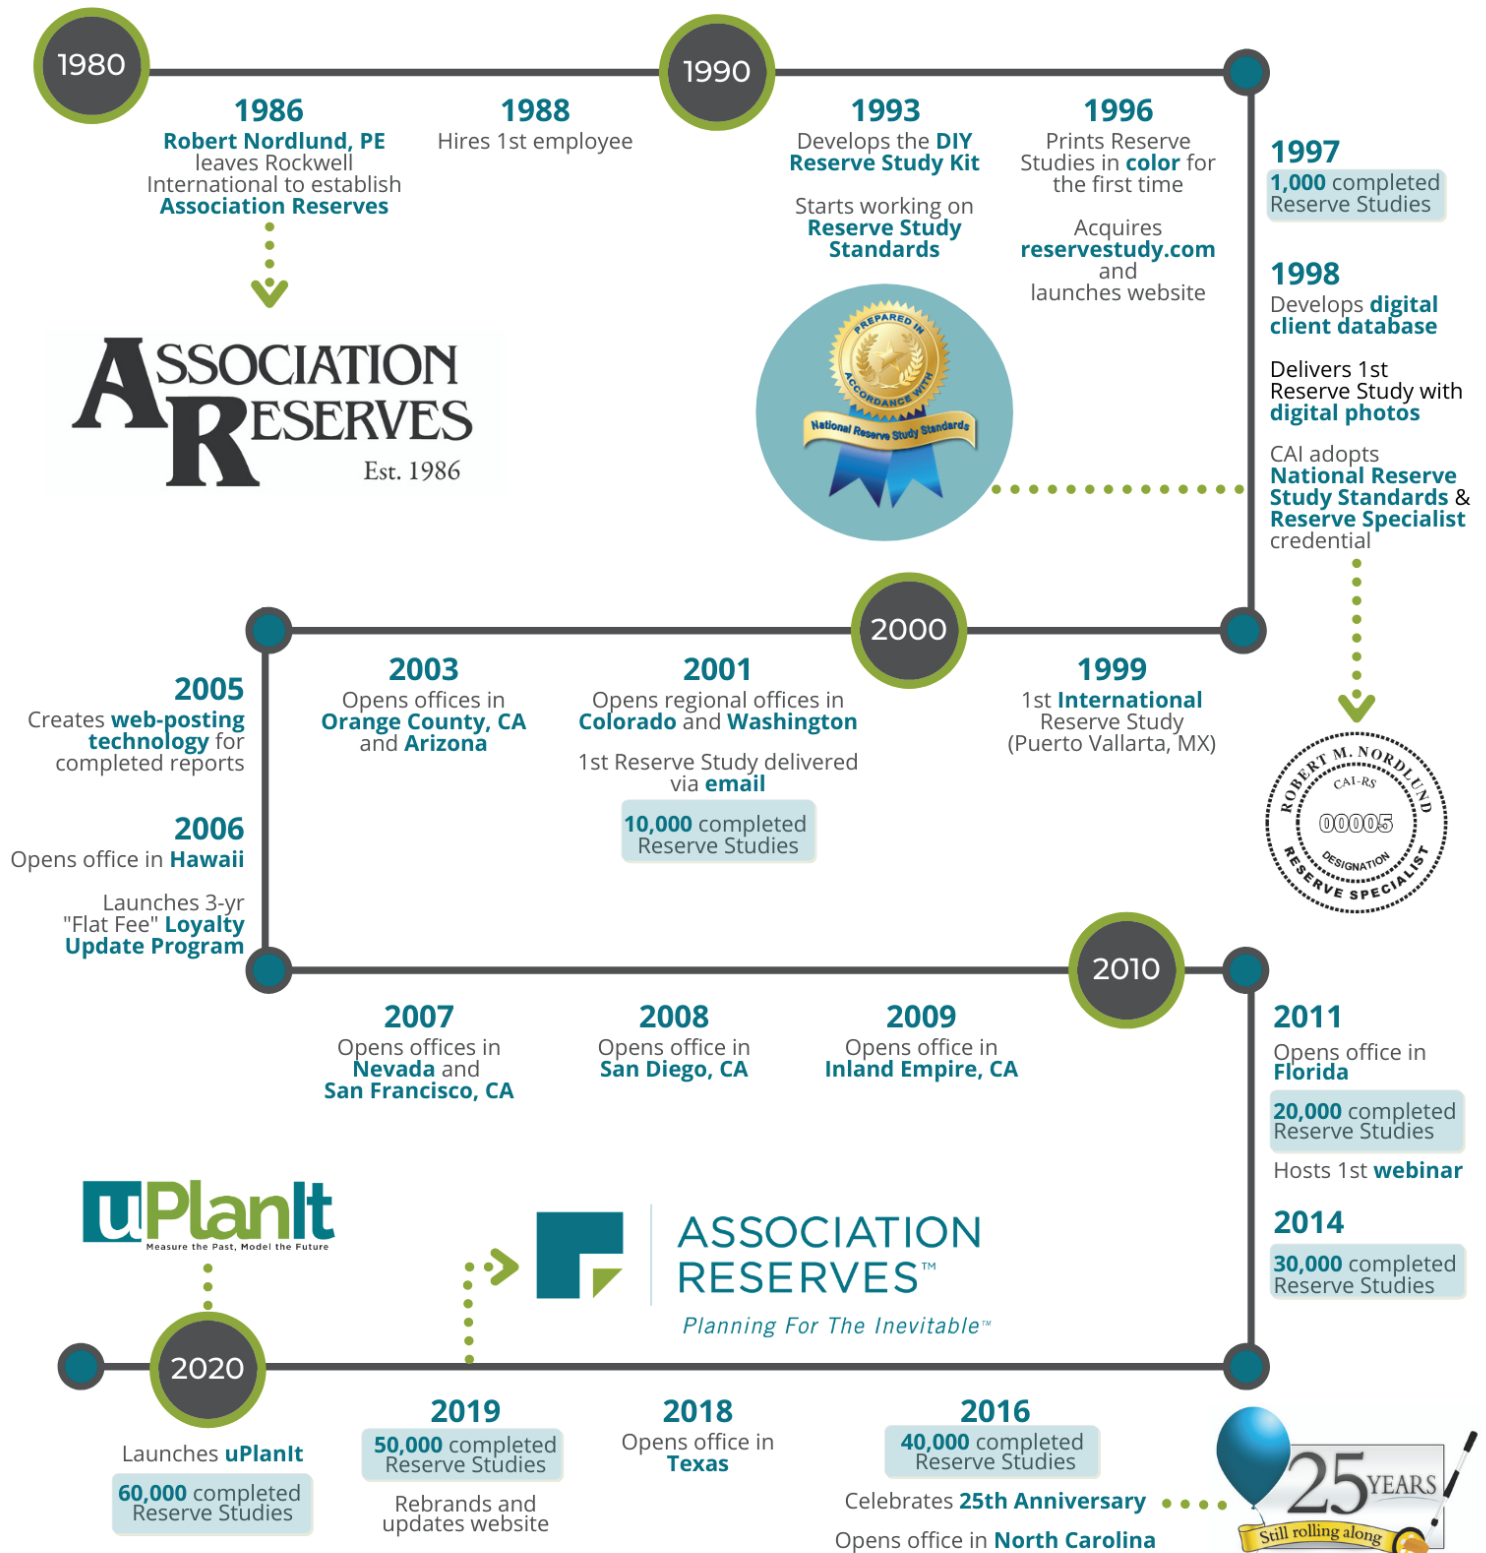 1980
1990
1986
Robert Nordlund, PE
leaves Rockwell
International to establish
Association Reserves
1988
Hires 1st employee
1993
Develops the DIY
Reserve Study Kit
Starts working on
Reserve Study
Standards
1996
Prints Reserve
Studies in color for
the first time
Acquires
reservestudy.com
and
launches website
1997
1,000 completed
Reserve Studies
1998
Develops digital
client database
Delivers 1st
Reserve Study with
digital photos
CAI adopts
National Reserve
Study Standards &
Reserve Specialist
credential
ASSOCIATION
RESERVES
Est. 1986
PREPARED IN
ACCORDANCE WITH
National Reserve Study Standards
ROBERT M. NORDLUND
CAI-RS
00005
DESIGNATION
RESERVE SPECIALIST
2000
1999
1st International
Reserve Study
(Puerto Vallarta, MX)
2001
Opens regional offices in
Colorado and Washington
1st Reserve Study delivered
via email
10,000 completed
Reserve Studies
2003
Opens offices in
Orange County, CA
and Arizona
2005
Creates web-posting
technology for
completed reports
2006
Opens office in Hawaii
Launches 3-yr
"Flat Fee" Loyalty
Update Program
2007
Opens offices in
Nevada and
San Francisco, CA
2008
Opens office in
San Diego, CA
2009
Opens office in
Inland Empire, CA
2010
2011
Opens office in
Florida
20,000 completed
Reserve Studies
Hosts 1st webinar
2014
30,000 completed
Reserve Studies
2016
40,000 completed
Reserve Studies
Celebrates 25th Anniversary
Opens office in North Carolina
25 YEARS
Still rolling along
2018
Opens office in
Texas
2019
50,000 completed
Reserve Studies
Rebrands and
updates website
ASSOCIATION
RESERVES™
Planning For The Inevitable™
2020
Launches uPlanIt
60,000 completed
Reserve Studies
uPlanIt
Measure the Past, Model the Future